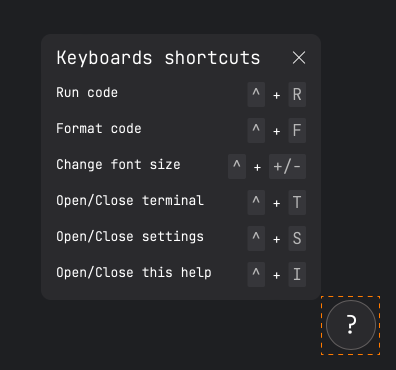 Keyboards shortcuts
Run code ^ + R
Format code ^ + F
Change font size ^ + +/-
Open/Close terminal ^ + T
Open/Close settings ^ + S
Open/Close this help ^ + I
?